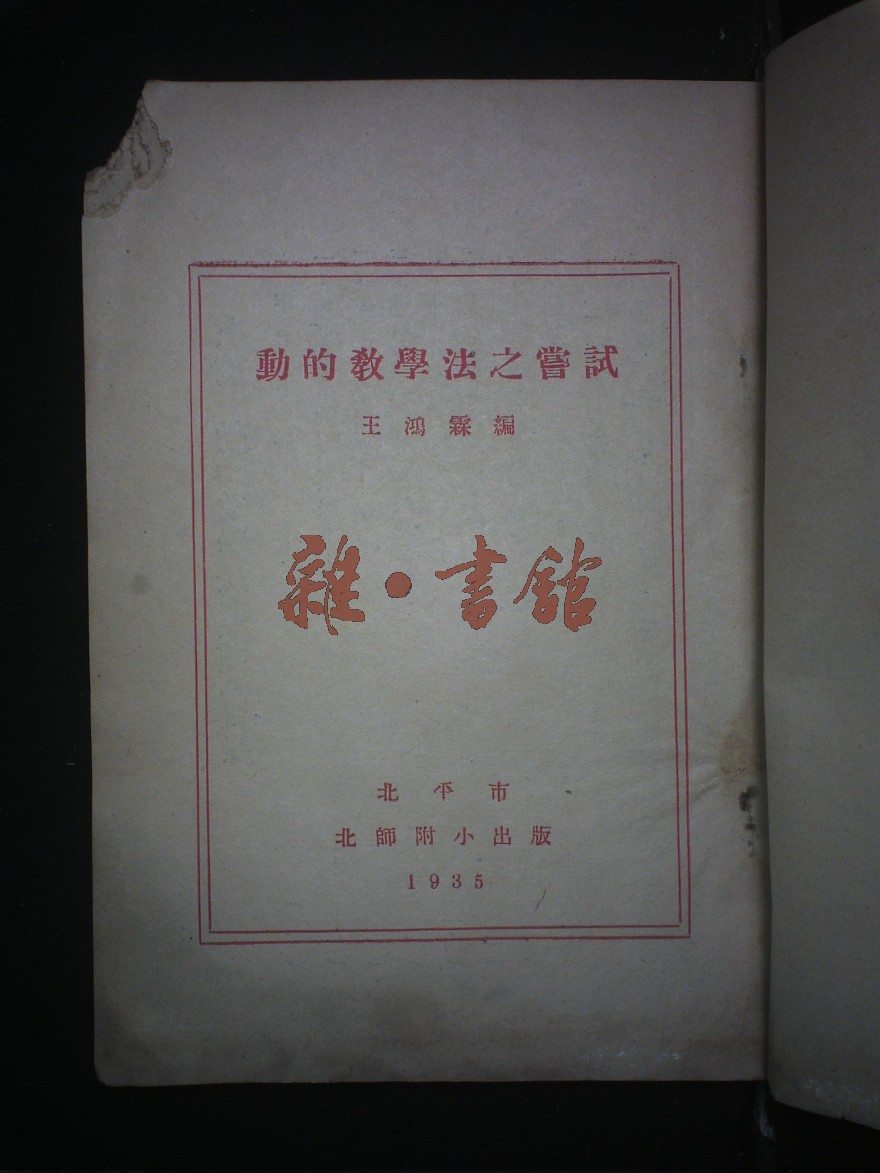 動的教學法之嘗試
王鴻霖編
雜·書館
北平市
北師附小出版
1935